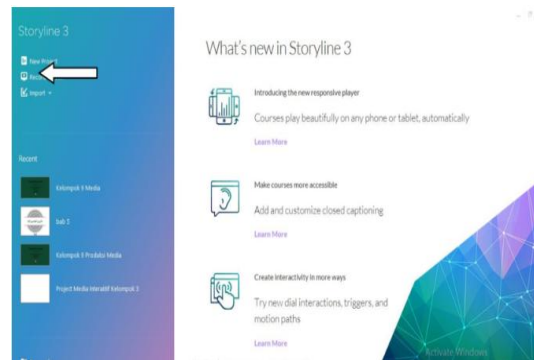 Storyline 3
New Project
Import
Recent
Kelompok 9 Media
bab 3
Kelompok 9 Produksi Media
Project Media Interaktif Kelompok 3
What's new in Storyline 3
Introducing the new responsive player
Courses play beautifully on any phone or tablet, automatically
Learn More
Make courses more accessible
Add and customize closed captioning
Learn More
Create interactivity in more ways
Try new dial interactions, triggers, and
motion paths
Learn More
Activate Windows